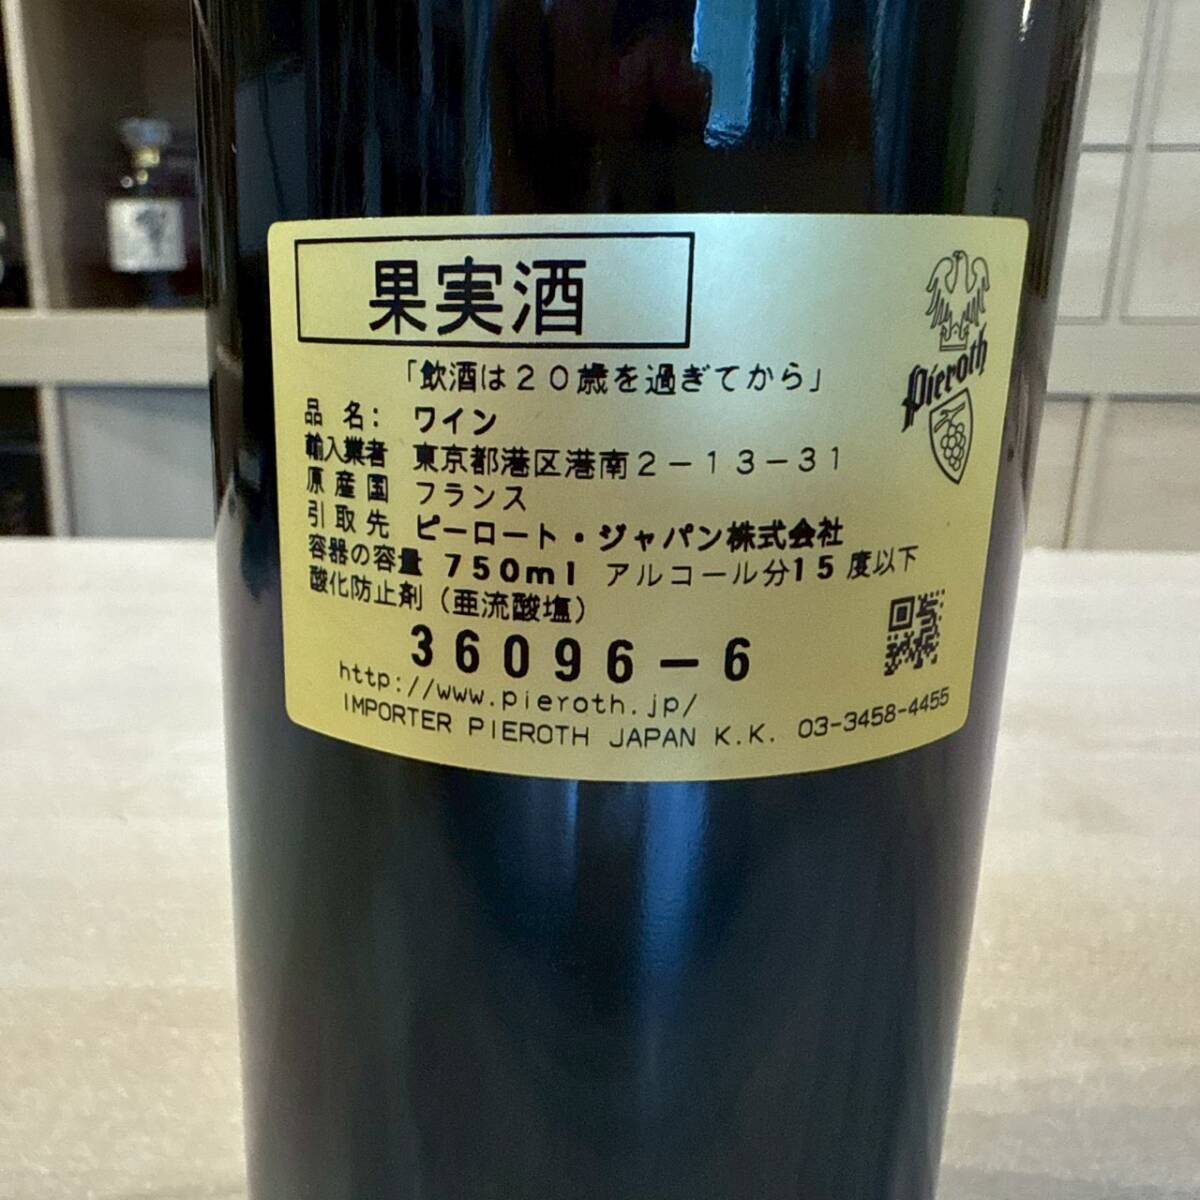 果実酒
「飲酒は２０歳を過ぎてから」
品 名: ワイン
輸入業者 東京都港区港南２－１３－３１
原産国 フランス
引取先 ピーロート・ジャパン株式会社
容器の容量 750ml アルコール分15度以下
酸化防止剤（亜硫酸塩）
36096-6
http://www.pieroth.jp/
IMPORTER PIEROTH JAPAN K.K. 03-3458-4455
Pieroth
響